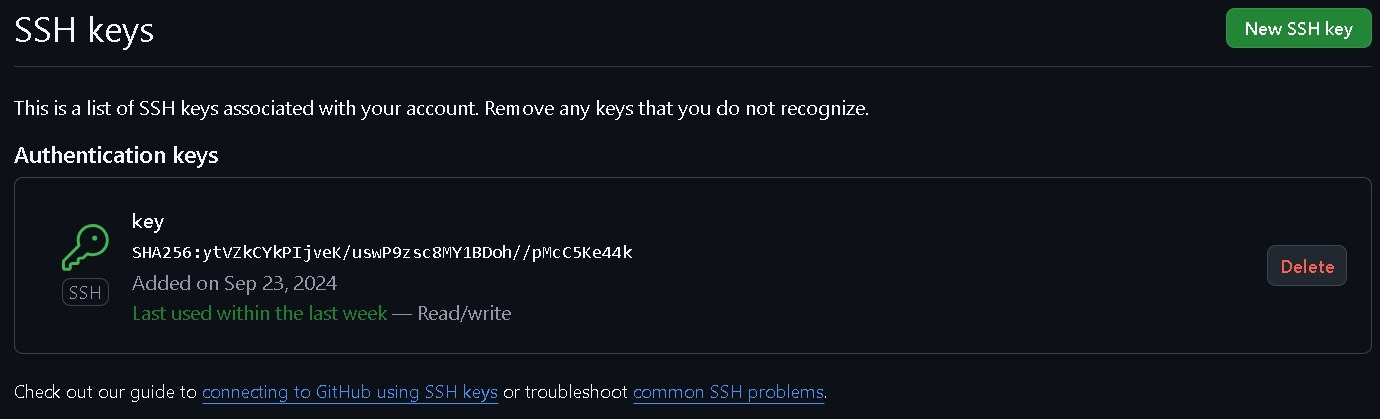 SSH keys
New SSH key
This is a list of SSH keys associated with your account. Remove any keys that you do not recognize.
Authentication keys
key
SHA256:ytVZkCYkPIjveK/uswP9zsc8MY1BDoh//pMcC5Ke44k
SSH
Added on Sep 23, 2024
Last used within the last week — Read/write
Delete
Check out our guide to connecting to GitHub using SSH keys or troubleshoot common SSH problems.